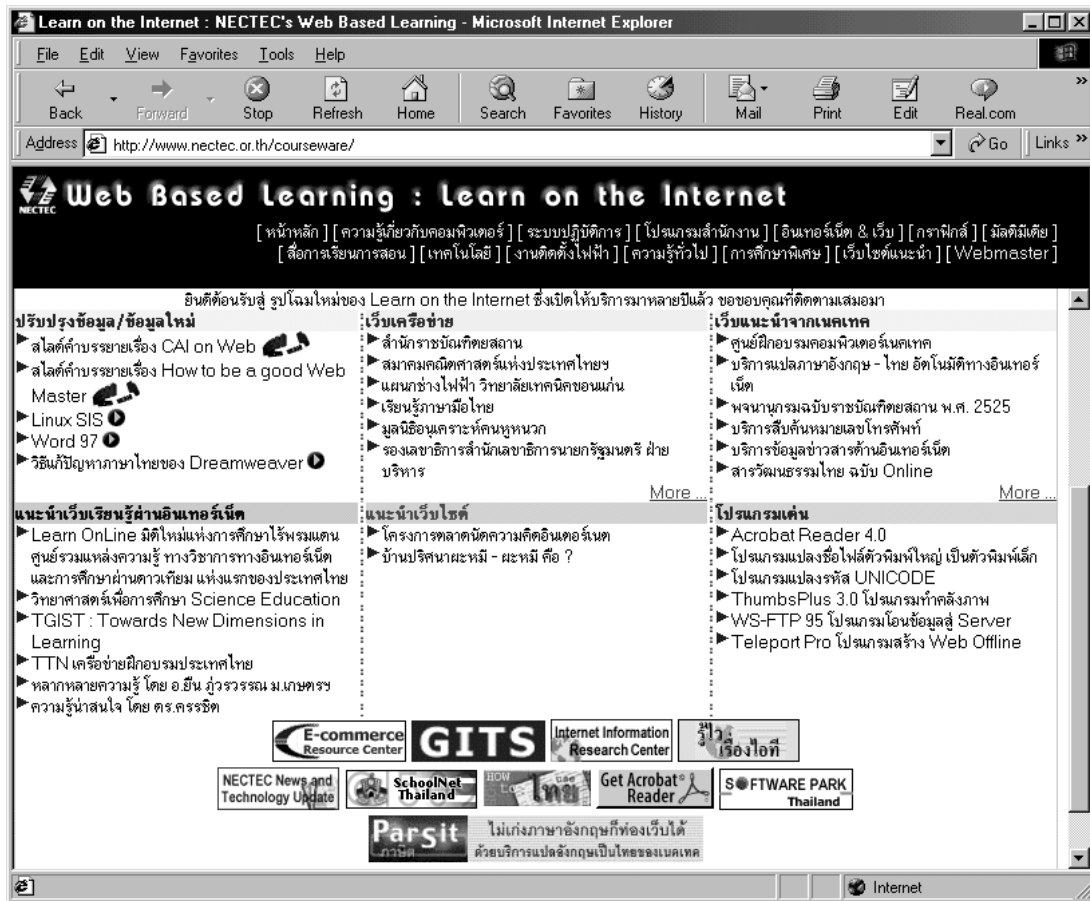 Learn on the Internet : NECTEC's Web Based Learning - Microsoft Internet Explorer
File Edit View Favorites Tools Help
Back Forward Stop Refresh Home Search Favorites History Mail Print Edit Real.com
Address http://www.nectec.or.th/courseware/ Go Links
NECTEC Web Based Learning : Learn on the Internet
[ หน้าหลัก ] [ ความรู้เกี่ยวกับคอมพิวเตอร์ ] [ ระบบปฏิบัติการ ] [ โปรแกรมสำนักงาน ] [ อินเทอร์เน็ต & เว็บ ] [ กราฟิกส์ ] [ มัลติมีเดีย ]
[ สื่อการเรียนการสอน ] [ เทคโนโลยี ] [ งานติดตั้งไฟฟ้า ] [ ความรู้ทั่วไป ] [ การศึกษาพิเศษ ] [ เว็บไซต์แนะนำ ] [ Webmaster ]
ยินดีต้อนรับสู่ รูปโฉมใหม่ของ Learn on the Internet ซึ่งเปิดให้บริการมาหลายปีแล้ว ขอขอบคุณที่ติดตามเสมอมา
ปรับปรุงข้อมูล/ข้อมูลใหม่
สไลด์คำบรรยายเรื่อง CAI on Web
สไลด์คำบรรยายเรื่อง How to be a good Web
Master
Linux SIS
Word 97
วิธีแก้ปัญหาภาษาไทยของ Dreamweaver
เว็บเครือข่าย
สำนักราชบัณฑิตยสถาน
สมาคมคณิตศาสตร์แห่งประเทศไทยฯ
แผนกช่างไฟฟ้า วิทยาลัยเทคนิคขอนแก่น
เรียนรู้ภาษามือไทย
มูลนิธิอนุเคราะห์คนหูหนวก
รองเลขาธิการสำนักเลขาธิการนายกรัฐมนตรี ฝ่าย
บริหาร
More ...
เว็บแนะนำจากเนคเทค
ศูนย์ฝึกอบรมคอมพิวเตอร์เนคเทค
บริการแปลภาษาอังกฤษ - ไทย อัตโนมัติทางอินเทอร์
เน็ต
พจนานุกรมฉบับราชบัณฑิตยสถาน พ.ศ. 2525
บริการสืบค้นหมายเลขโทรศัพท์
บริการข้อมูลข่าวสารด้านอินเทอร์เน็ต
สารวัฒนธรรมไทย ฉบับ Online
More ...
แนะนำเว็บเรียนรู้ผ่านอินเทอร์เน็ต
Learn OnLine มิติใหม่แห่งการศึกษาไร้พรมแดน
ศูนย์รวมแหล่งความรู้ ทางวิชาการทางอินเทอร์เน็ต
และการศึกษาผ่านดาวเทียม แห่งแรกของประเทศไทย
วิทยาศาสตร์เพื่อการศึกษา Science Education
TGIST : Towards New Dimensions in
Learning
TTN เครือข่ายฝึกอบรมประเทศไทย
หลากหลายความรู้ โดย อ.ยืน ภู่วรวรรณ ม.เกษตรฯ
ความรู้น่าสนใจ โดย ดร.ครรชิต
แนะนำเว็บไซต์
โครงการตลาดนัดความคิดอินเตอร์เนต
บ้านปริศนาผะหมี - ผะหมี คือ ?
โปรแกรมเด่น
Acrobat Reader 4.0
โปรแกรมแปลงชื่อไฟล์ตัวพิมพ์ใหญ่ เป็นตัวพิมพ์เล็ก
โปรแกรมแปลงรหัส UNICODE
ThumbsPlus 3.0 โปรแกรมทำคลังภาพ
WS-FTP 95 โปรแกรมโอนข้อมูลสู่ Server
Teleport Pro โปรแกรมสร้าง Web Offline
E-commerce
Resource Center
GITS
Internet Information
Research Center
รู้ไว้
เรื่องไอที
NECTEC News and
Technology Update
SchoolNet
Thailand
HOW to use ไทย
Get Acrobat
Reader
SOFTWARE PARK
Thailand
Parsit
ภาษิต
ไม่เก่งภาษาอังกฤษก็ท่องเว็บได้
ด้วยบริการแปลอังกฤษเป็นไทยของเนคเทค
Internet